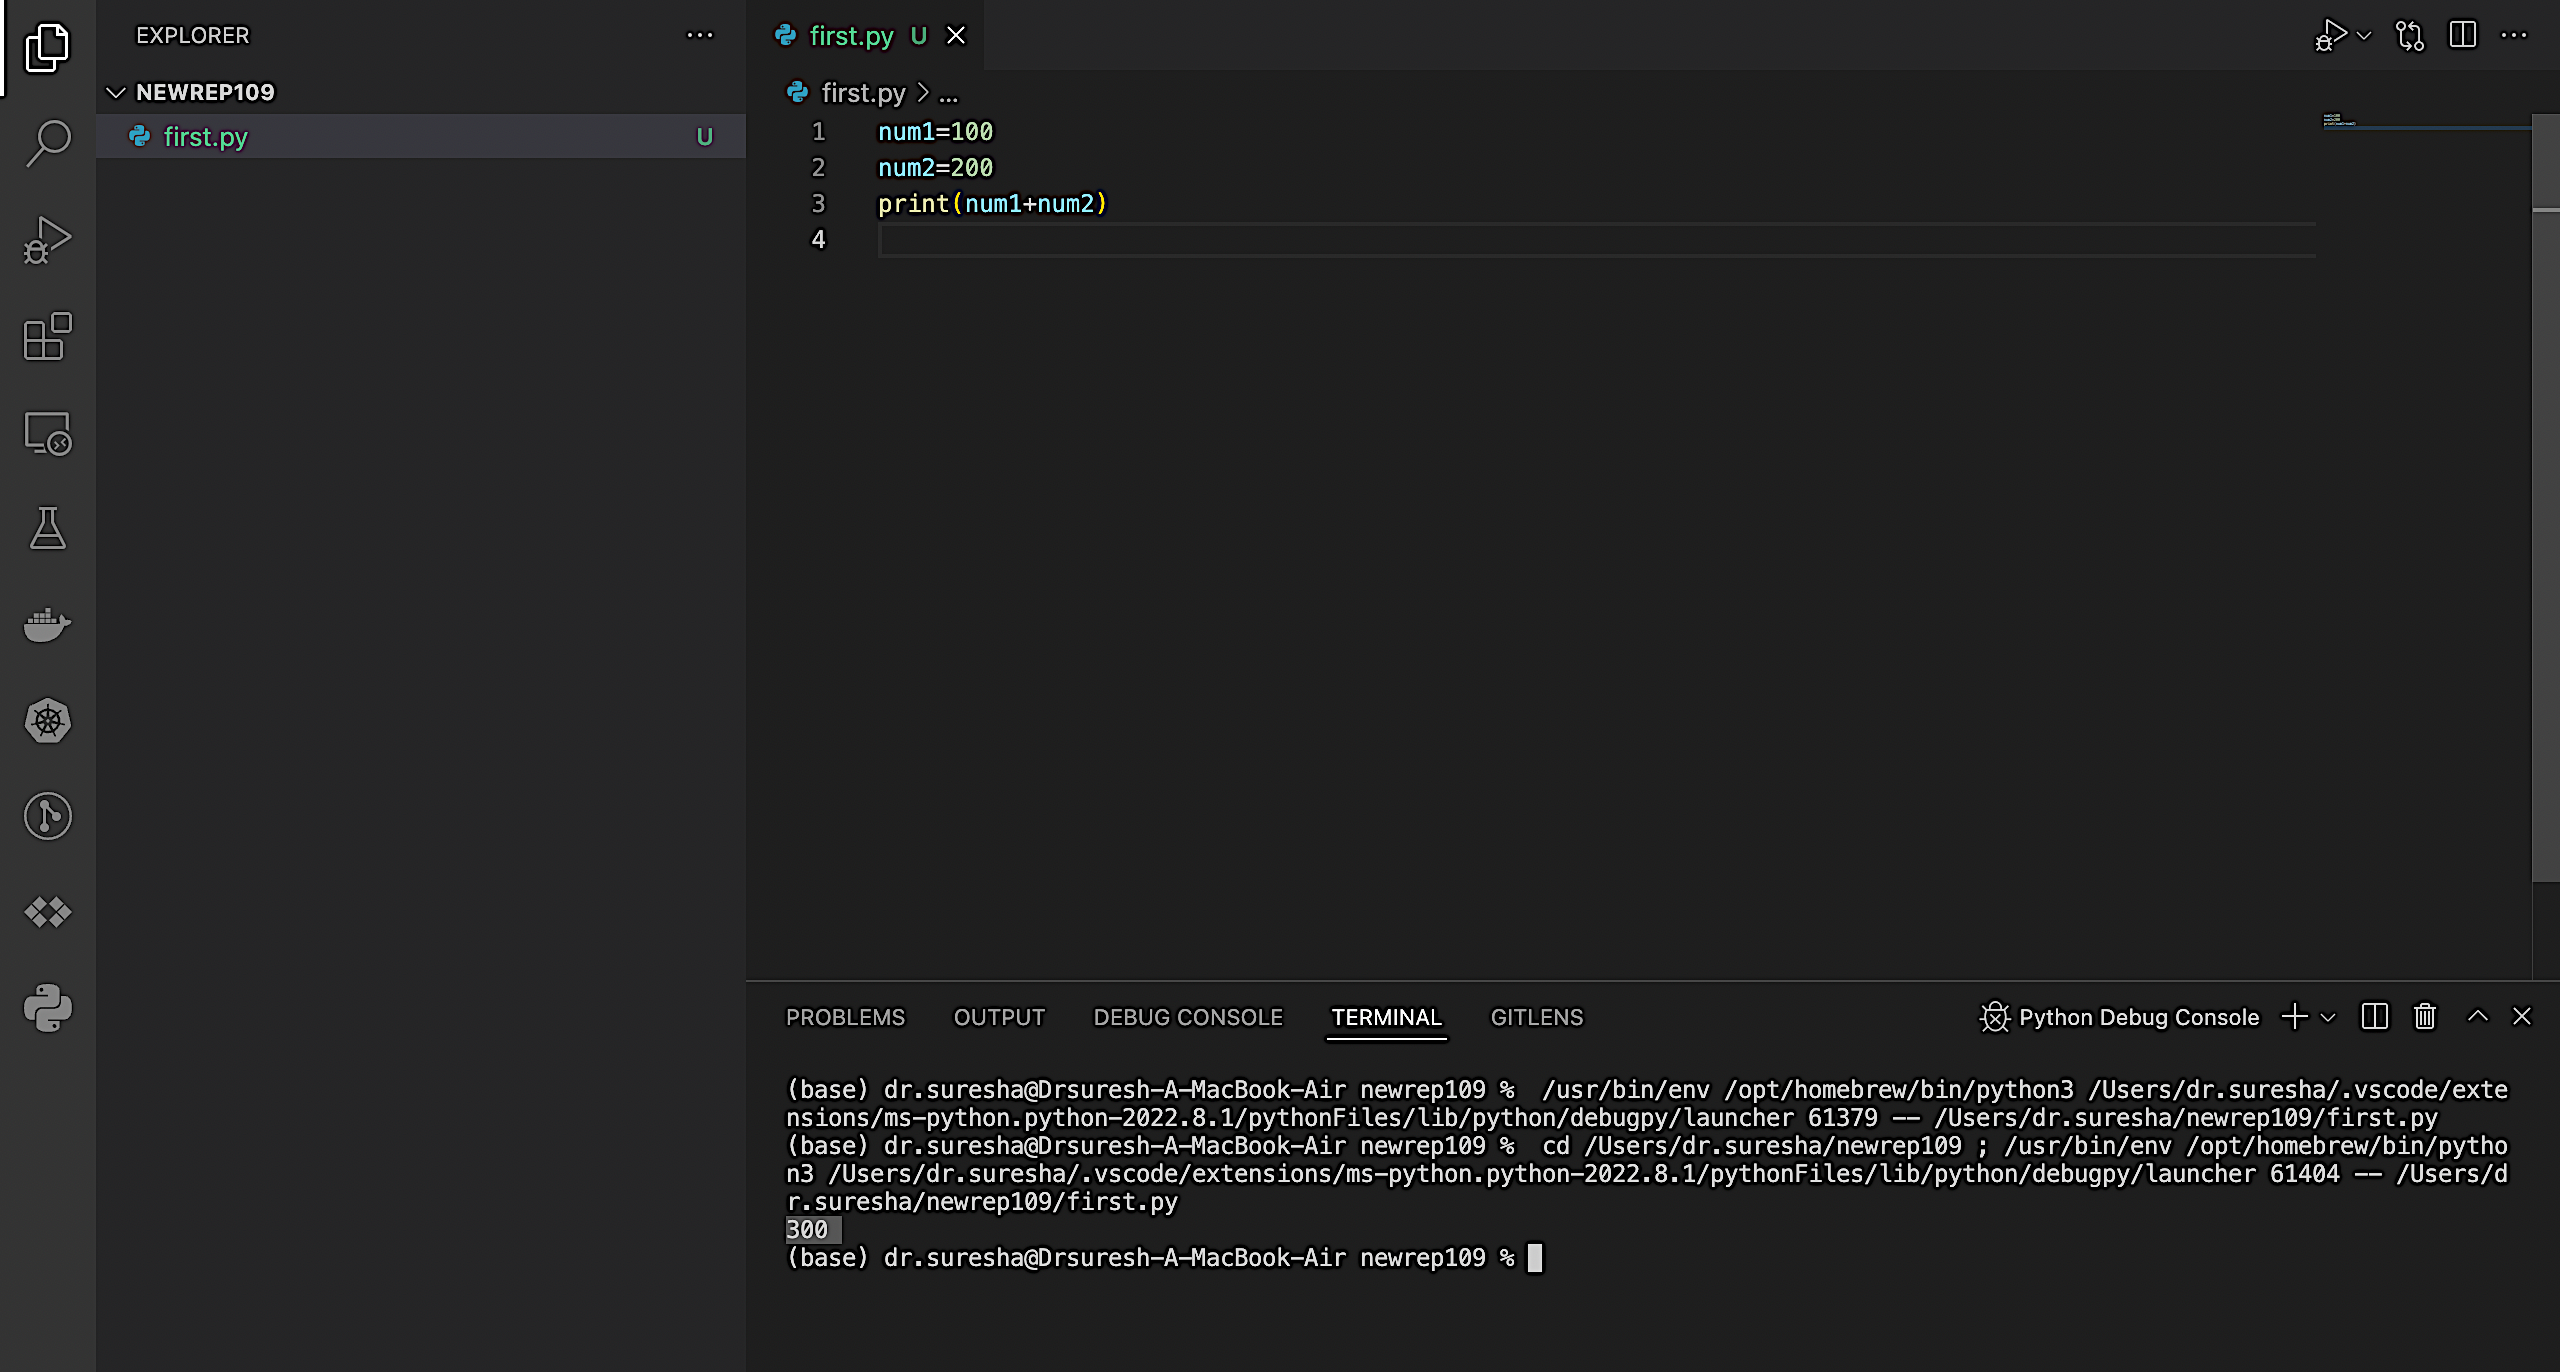 EXPLORER
NEWREP109
first.py U
first.py U
first.py > ...
1 num1=100
2 num2=200
3 print(num1+num2)
4
PROBLEMS OUTPUT DEBUG CONSOLE TERMINAL GITLENS Python Debug Console
(base) dr.suresha@Drsuresh-A-MacBook-Air newrep109 %  /usr/bin/env /opt/homebrew/bin/python3 /Users/dr.suresha/.vscode/exte
nsions/ms-python.python-2022.8.1/pythonFiles/lib/python/debugpy/launcher 61379 -- /Users/dr.suresha/newrep109/first.py
(base) dr.suresha@Drsuresh-A-MacBook-Air newrep109 %  cd /Users/dr.suresha/newrep109 ; /usr/bin/env /opt/homebrew/bin/pytho
n3 /Users/dr.suresha/.vscode/extensions/ms-python.python-2022.8.1/pythonFiles/lib/python/debugpy/launcher 61404 -- /Users/d
r.suresha/newrep109/first.py
300
(base) dr.suresha@Drsuresh-A-MacBook-Air newrep109 %